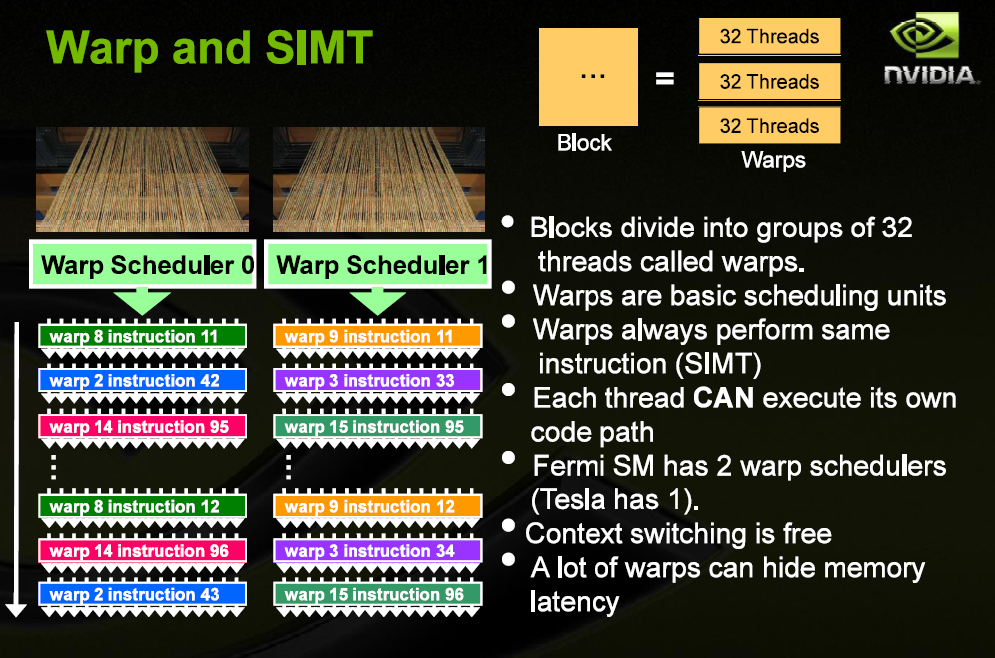 Warp and SIMT
...
Block
=
32 Threads
32 Threads
32 Threads
Warps
NVIDIA.
Warp Scheduler 0
warp 8 instruction 11
warp 2 instruction 42
warp 14 instruction 95
⋮
warp 8 instruction 12
warp 14 instruction 96
warp 2 instruction 43
Warp Scheduler 1
warp 9 instruction 11
warp 3 instruction 33
warp 15 instruction 95
⋮
warp 9 instruction 12
warp 3 instruction 34
warp 15 instruction 96
• Blocks divide into groups of 32
threads called warps.
• Warps are basic scheduling units
• Warps always perform same
instruction (SIMT)
• Each thread CAN execute its own
code path
• Fermi SM has 2 warp schedulers
(Tesla has 1).
• Context switching is free
• A lot of warps can hide memory
latency